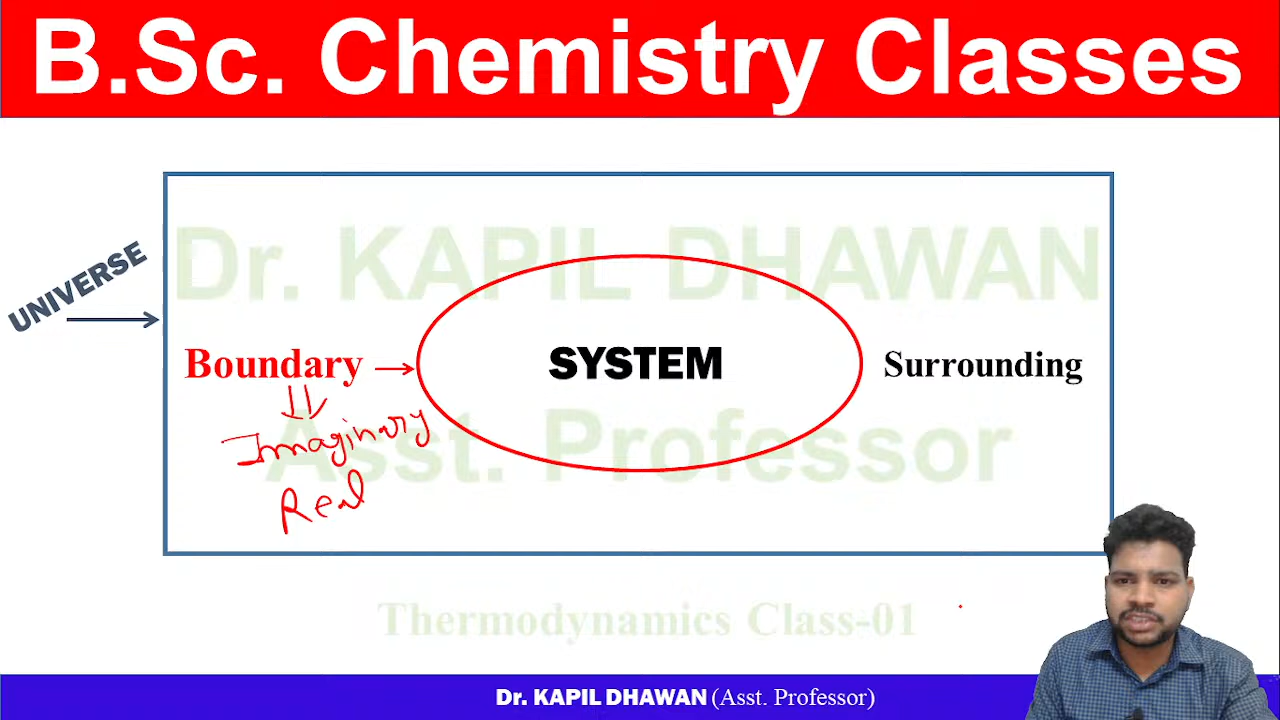 B.Sc. Chemistry Classes
UNIVERSE
Dr. KAPIL DHAWAN
Boundary
SYSTEM
Surrounding
Imaginary
Real
Asst. Professor
Thermodynamics Class-01
Dr. KAPIL DHAWAN (Asst. Professor)